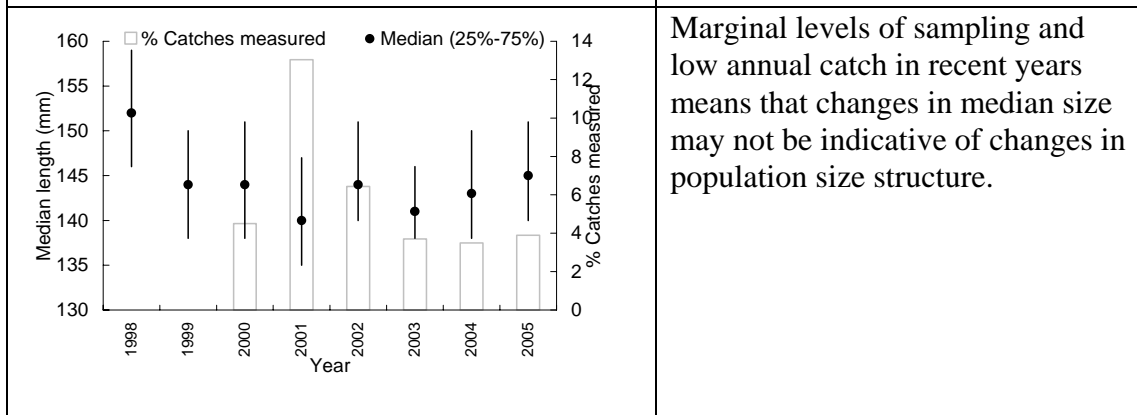 % Catches measured
Median (25%-75%)
Median length (mm)
160
155
150
145
140
135
130
14
12
10
8
6
4
2
0
% Catches measured
1998
1999
2000
2001
2002
2003
2004
2005
Year
Marginal levels of sampling and
low annual catch in recent years
means that changes in median size
may not be indicative of changes in
population size structure.